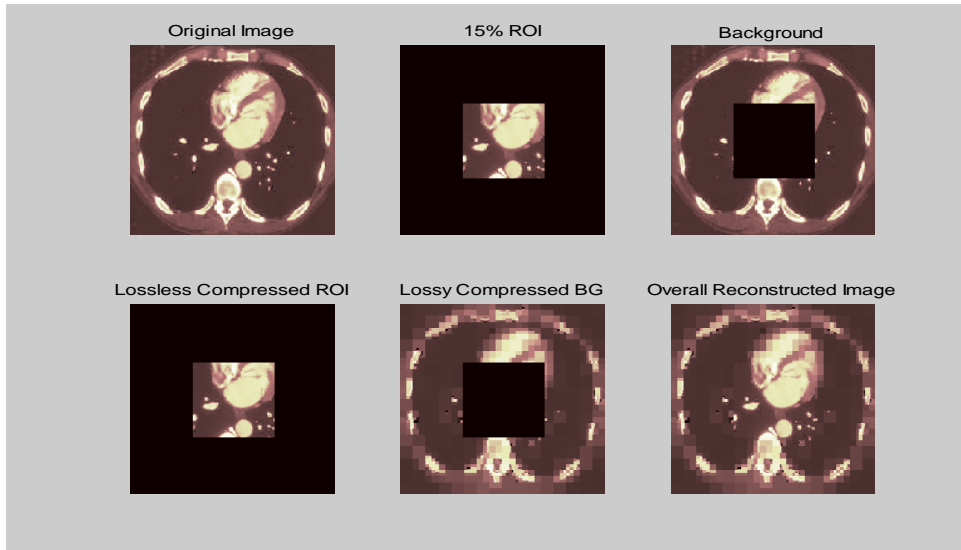 Original Image
15% ROI
Background
Lossless Compressed ROI
Lossy Compressed BG
Overall Reconstructed Image